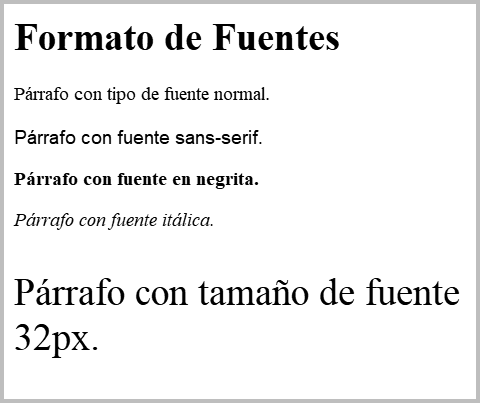 Formato de Fuentes
Párrafo con tipo de fuente normal.
Párrafo con fuente sans-serif.
Párrafo con fuente en negrita.
Párrafo con fuente itálica.
Párrafo con tamaño de fuente
32px.